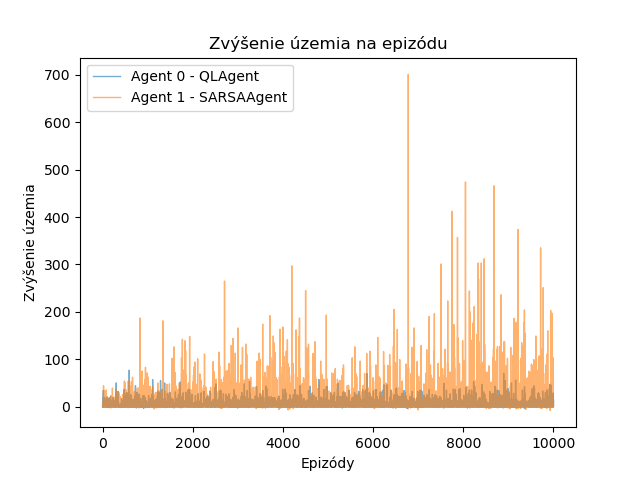 Zvýšenie územia na epizódu
Agent 0 - QLAgent
Agent 1 - SARSAAgent
700
600
500
400
300
200
100
0
Zvýšenie územia
0 2000 4000 6000 8000 10000
Epizódy